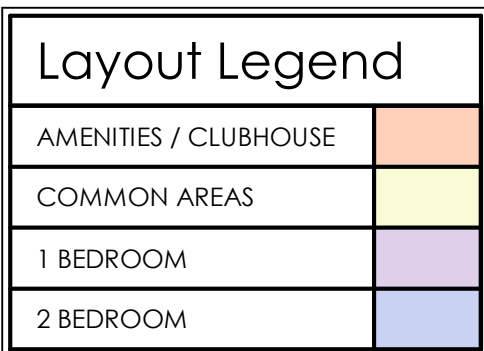 Layout Legend
AMENITIES / CLUBHOUSE
COMMON AREAS
1 BEDROOM
2 BEDROOM